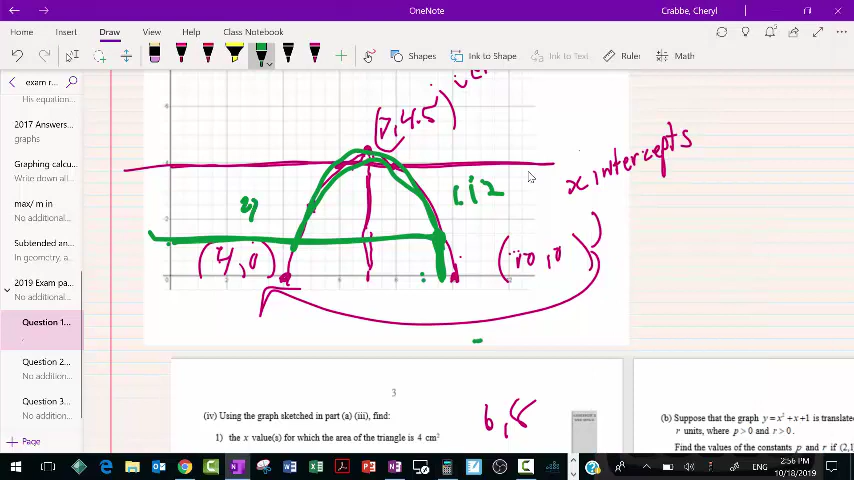 OneNote
Crabbe, Cheryl
Home Insert Draw View Help Class Notebook
Shapes Ink to Shape Ink to Text Ruler Math
exam r...
His equation...
2017 Answers...
graphs
Graphing calcu...
Write down all...
max/ m in
No additional...
Subtended an...
In geometry, a...
2019 Exam pa...
Question 1...
Question 2...
No addition...
Question 3...
No addition...
Page
(7, 4.5)
x intercepts
(4, 0)
(10, 0)
3
(iv) Using the graph sketched in part (a) (iii), find:
1) the x value(s) for which the area of the triangle is 4 cm²
6, 8
(b) Suppose that the graph y = x² + x + 1 is translate
r units, where p > 0 and r > 0.
Find the values of the constants p and r if (2,1
ENG
2:56 PM
10/18/2019